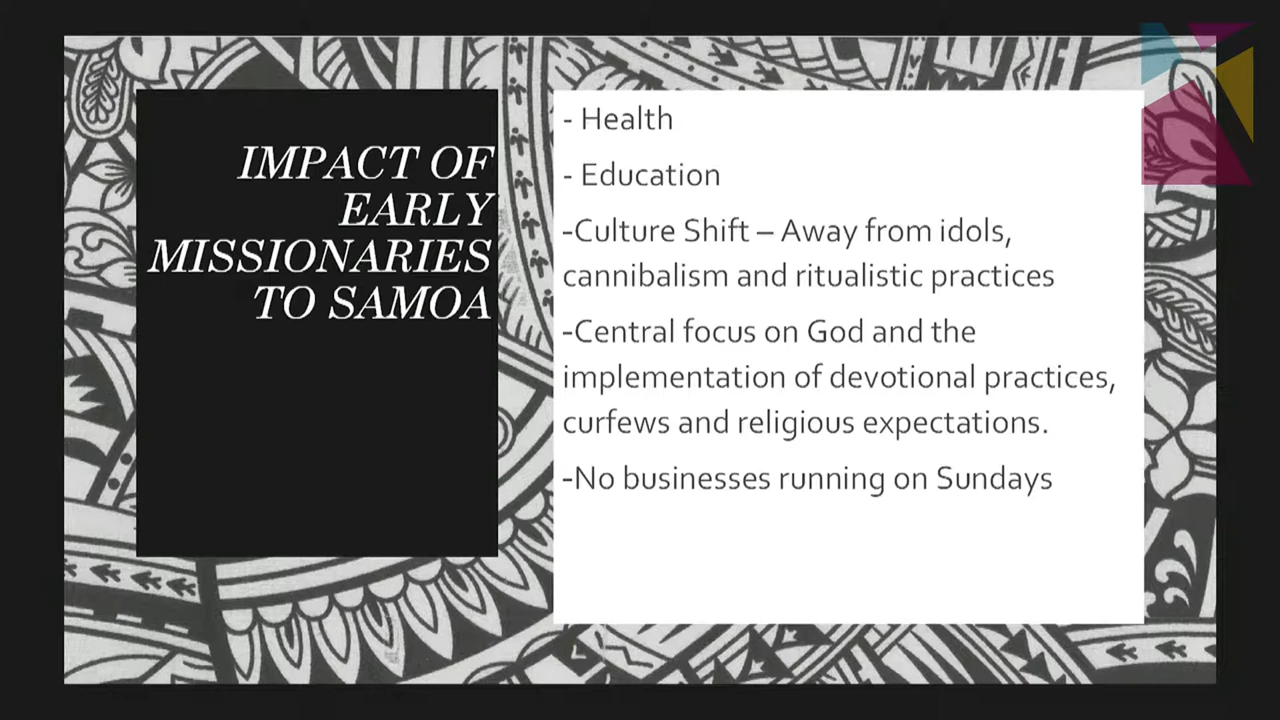 IMPACT OF
EARLY
MISSIONARIES
TO SAMOA
- Health
- Education
-Culture Shift – Away from idols,
cannibalism and ritualistic practices
-Central focus on God and the
implementation of devotional practices,
curfews and religious expectations.
-No businesses running on Sundays